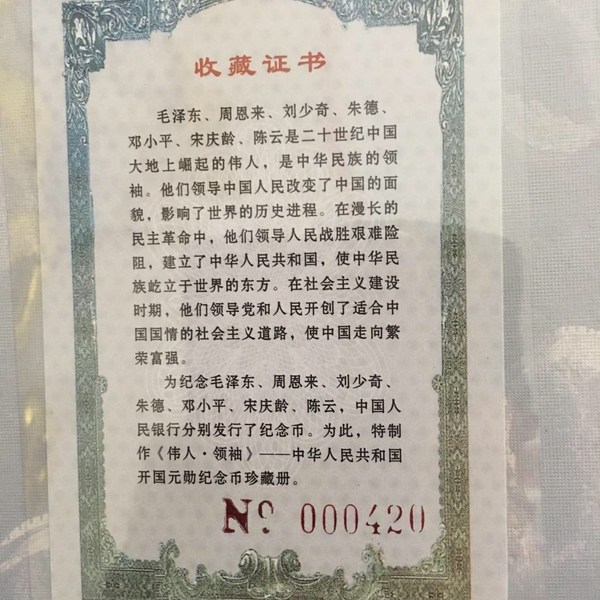 收藏证书
毛泽东、周恩来、刘少奇、朱德、
邓小平、宋庆龄、陈云是二十世纪中国
大地上崛起的伟人，是中华民族的领
袖。他们领导中国人民改变了中国的面
貌，影响了世界的历史进程。在漫长的
民主革命中，他们领导人民战胜艰难险
阻，建立了中华人民共和国，使中华民
族屹立于世界的东方。在社会主义建设
时期，他们领导党和人民开创了适合中
国国情的社会主义道路，使中国走向繁
荣富强。
为纪念毛泽东、周恩来、刘少奇、
朱德、邓小平、宋庆龄、陈云，中国人
民银行分别发行了纪念币。为此，特制
作《伟人·领袖》——中华人民共和国
开国元勋纪念币珍藏册。
№ 000420